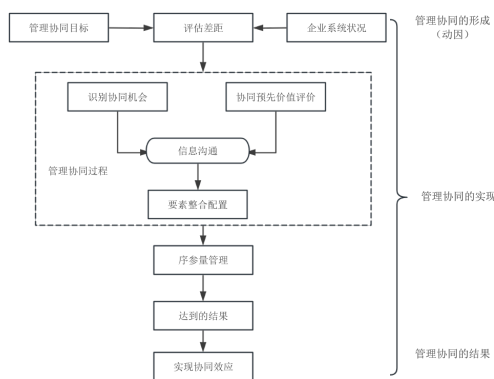 管理协同目标
评估差距
企业系统状况
管理协同的形成
（动因）
识别协同机会
协同预先价值评价
信息沟通
管理协同过程
要素整合配置
管理协同的实现
序参量管理
达到的结果
管理协同的结果
实现协同效应